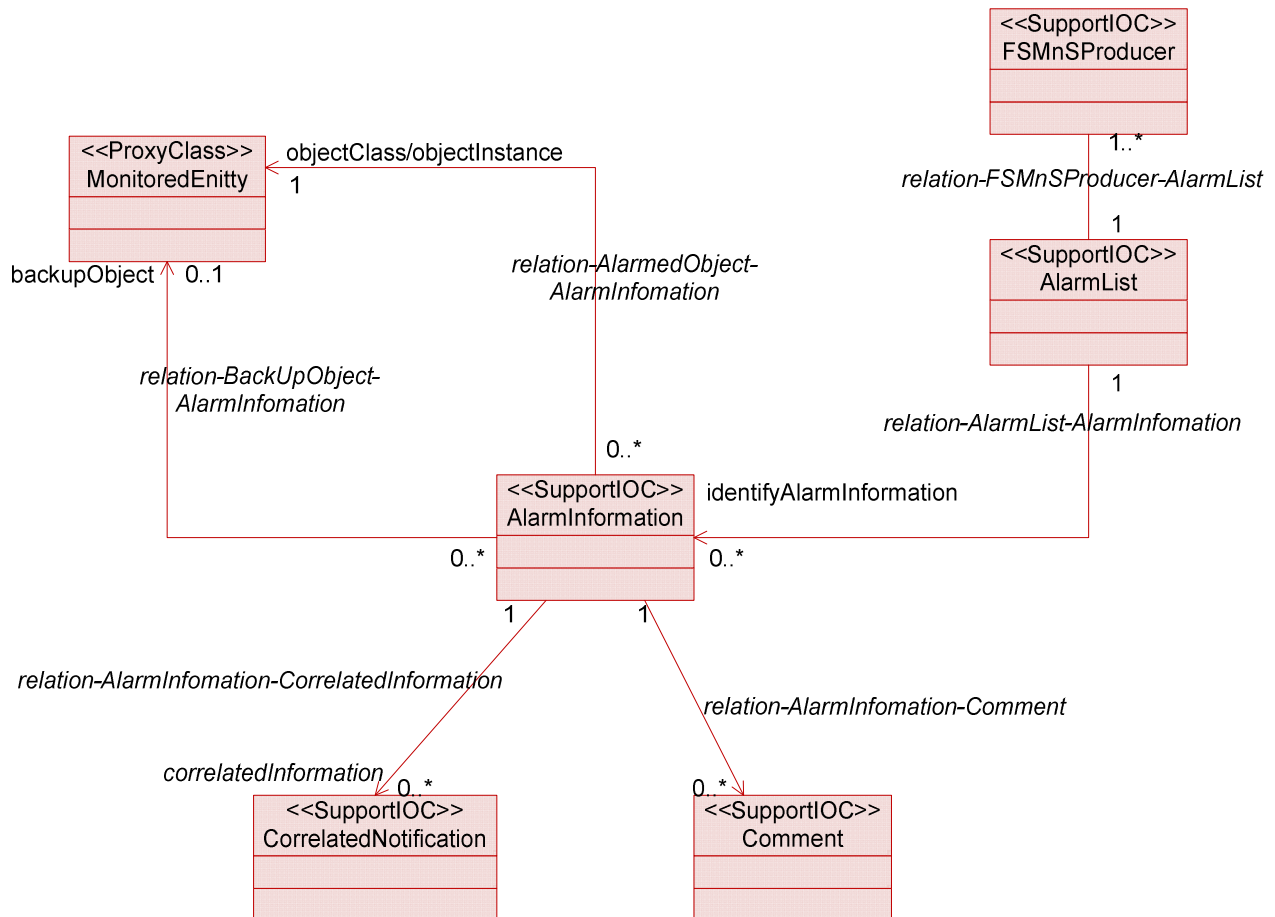 <<SupportIOC>>
FSMnSProducer
1..*
relation-FSMnSProducer-AlarmList
1
<<SupportIOC>>
AlarmList
1
relation-AlarmList-AlarmInfomation
<<ProxyClass>>
MonitoredEnitty
objectClass/objectInstance
1
backupObject
0..1
relation-AlarmedObject-
AlarmInfomation
relation-BackUpObject-
AlarmInfomation
0..*
<<SupportIOC>>
AlarmInformation
identifyAlarmInformation
0..*
0..*
1
1
relation-AlarmInfomation-CorrelatedInformation
relation-AlarmInfomation-Comment
correlatedInformation
0..*
0..*
<<SupportIOC>>
CorrelatedNotification
<<SupportIOC>>
Comment